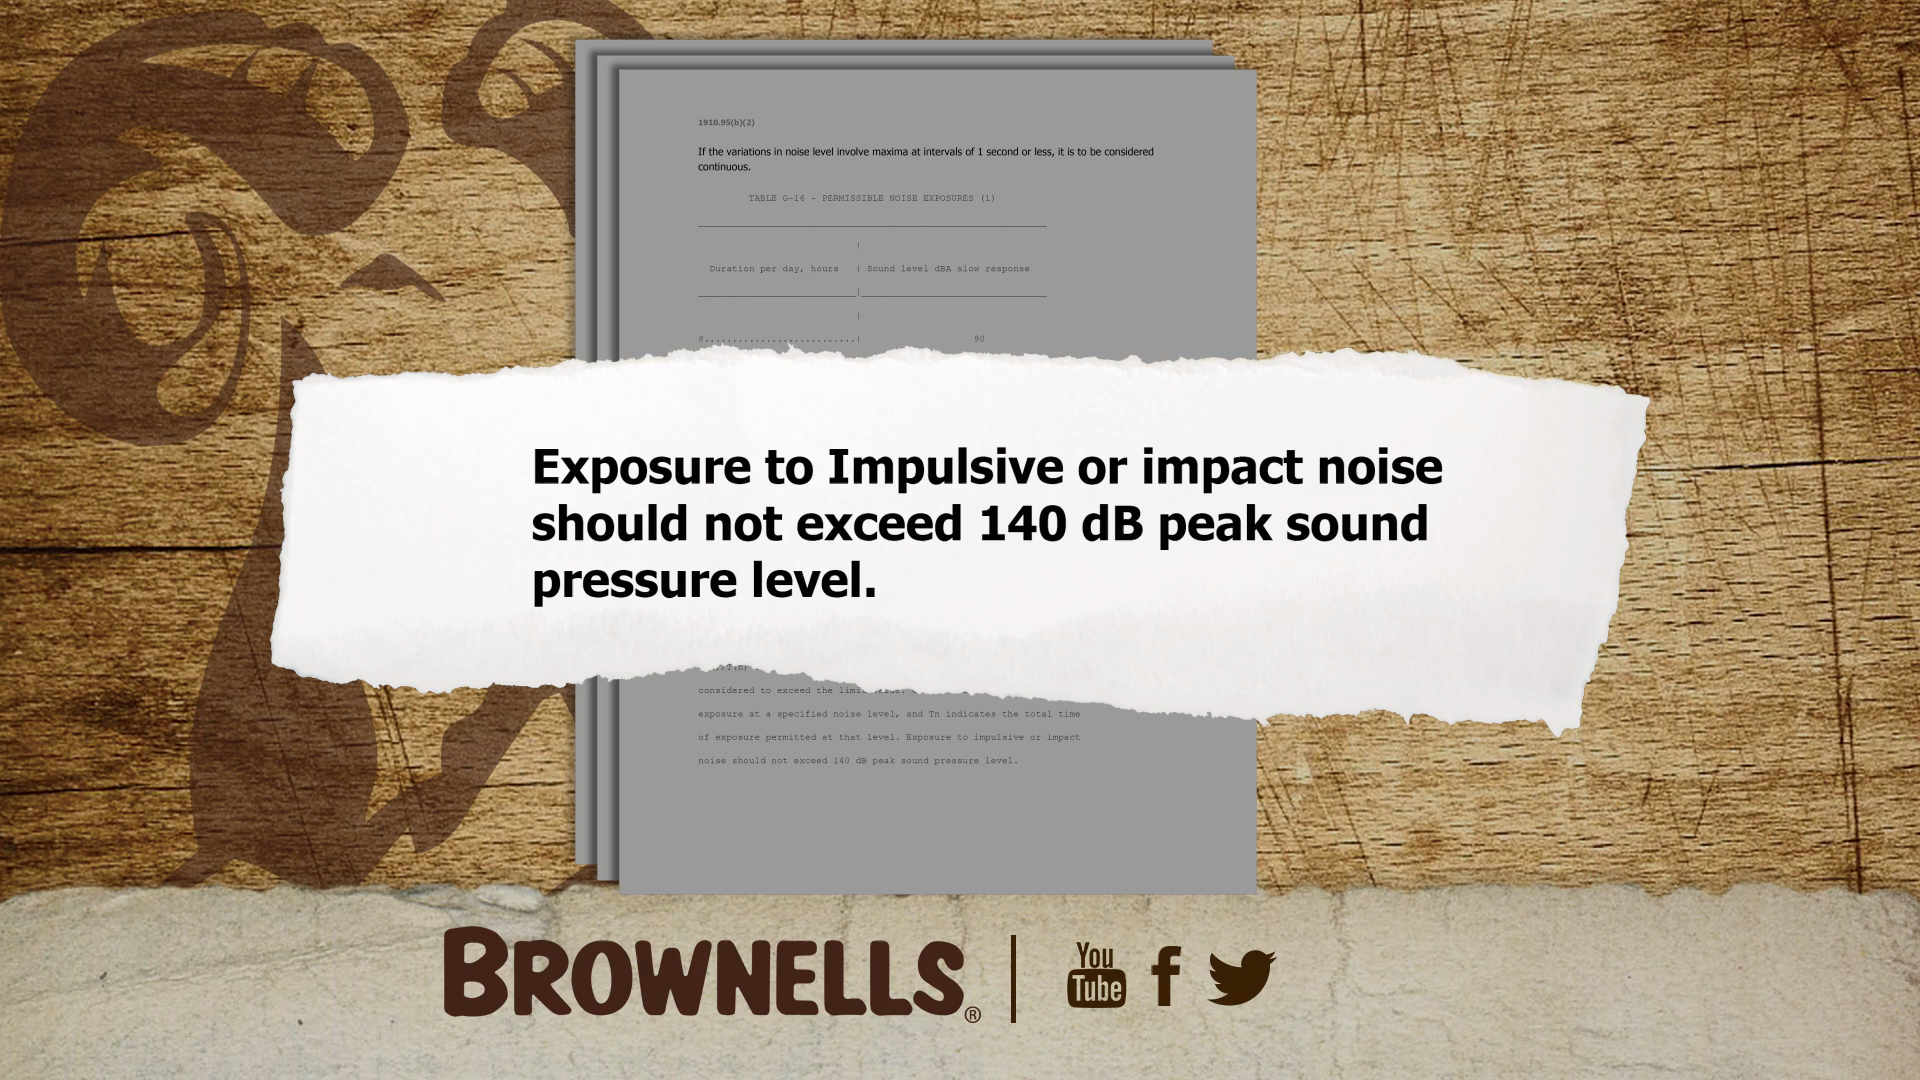 1910.95(b)(2)
If the variations in noise level involve maxima at intervals of 1 second or less, it is to be considered
continuous.
TABLE G-16 - PERMISSIBLE NOISE EXPOSURES (1)
Duration per day, hours | Sound level dBA slow response
8...........................| 90
Exposure to Impulsive or impact noise
should not exceed 140 dB peak sound
pressure level.
considered to exceed the limit
exposure at a specified noise level, and Tn indicates the total time
of exposure permitted at that level. Exposure to impulsive or impact
noise should not exceed 140 dB peak sound pressure level.
BROWNELLS® | You Tube f